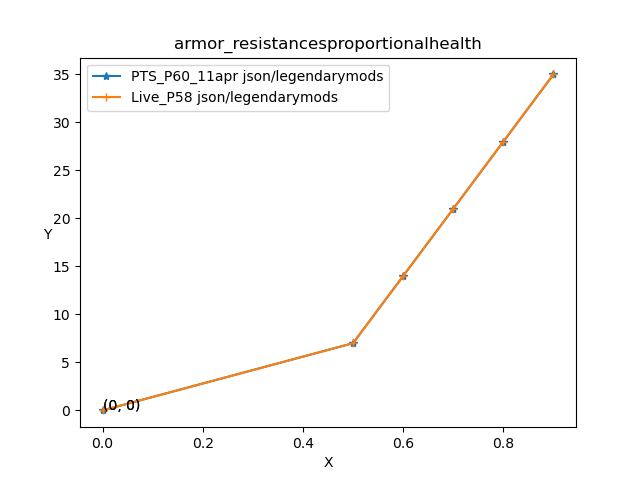 armor_resistancesproportionalhealth
PTS_P60_11apr json/legendarymods
Live_P58 json/legendarymods
35
30
25
20
15
10
5
0
Y
(0, 0)
0.0 0.2 0.4 0.6 0.8
X